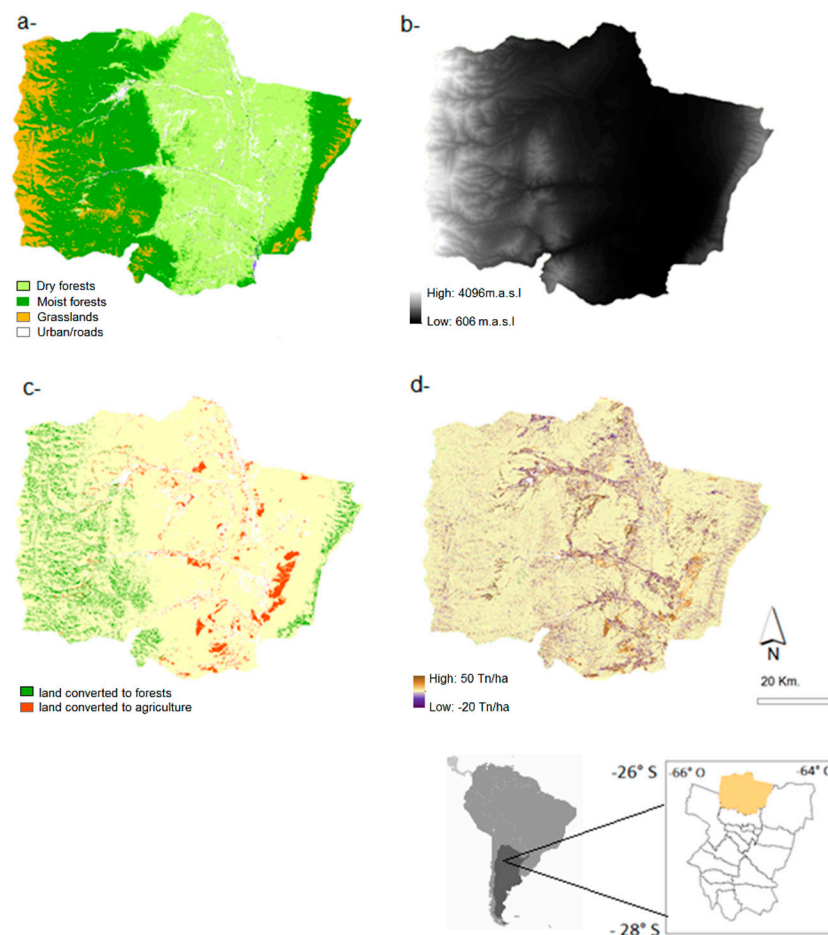 a-
b-
Dry forests
Moist forests
Grasslands
Urban/roads
High: 4096m.a.s.l
Low: 606 m.a.s.l
c-
d-
land converted to forests
land converted to agriculture
High: 50 Tn/ha
Low: -20 Tn/ha
N
20 Km.
-26° S
-66° O
-64° O
-28° S